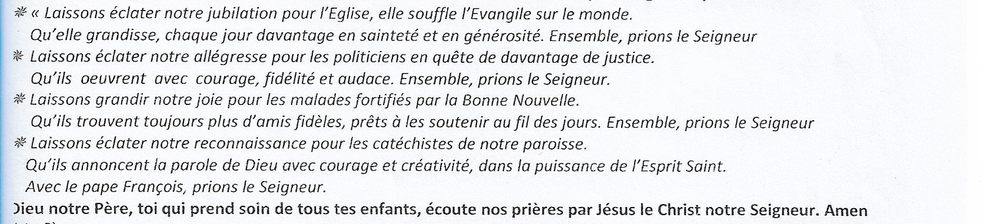 « Laissons éclater notre jubilation pour l'Eglise, elle souffle l'Evangile sur le monde.
Qu'elle grandisse, chaque jour davantage en sainteté et en générosité. Ensemble, prions le Seigneur
Laissons éclater notre allégresse pour les politiciens en quête de davantage de justice.
Qu'ils oeuvrent avec courage, fidélité et audace. Ensemble, prions le Seigneur.
Laissons grandir notre joie pour les malades fortifiés par la Bonne Nouvelle.
Qu'ils trouvent toujours plus d'amis fidèles, prêts à les soutenir au fil des jours. Ensemble, prions le Seigneur
Laissons éclater notre reconnaissance pour les catéchistes de notre paroisse.
Qu'ils annoncent la parole de Dieu avec courage et créativité, dans la puissance de l'Esprit Saint.
Avec le pape François, prions le Seigneur.
Dieu notre Père, toi qui prend soin de tous tes enfants, écoute nos prières par Jésus le Christ notre Seigneur. Amen